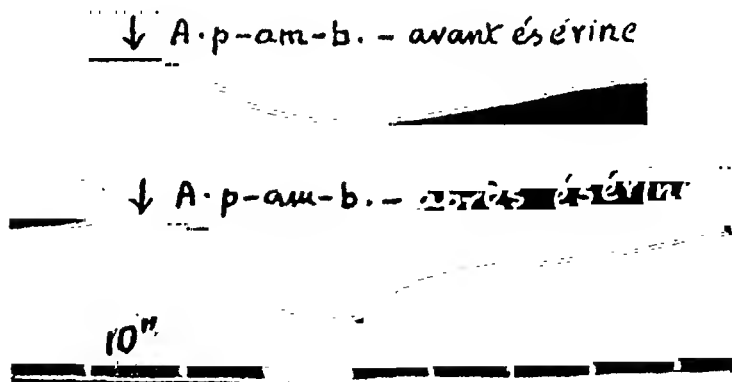 ↓ A. p-am-b. - avant ésérine
↓ A. p-am-b. - après ésérine
10"